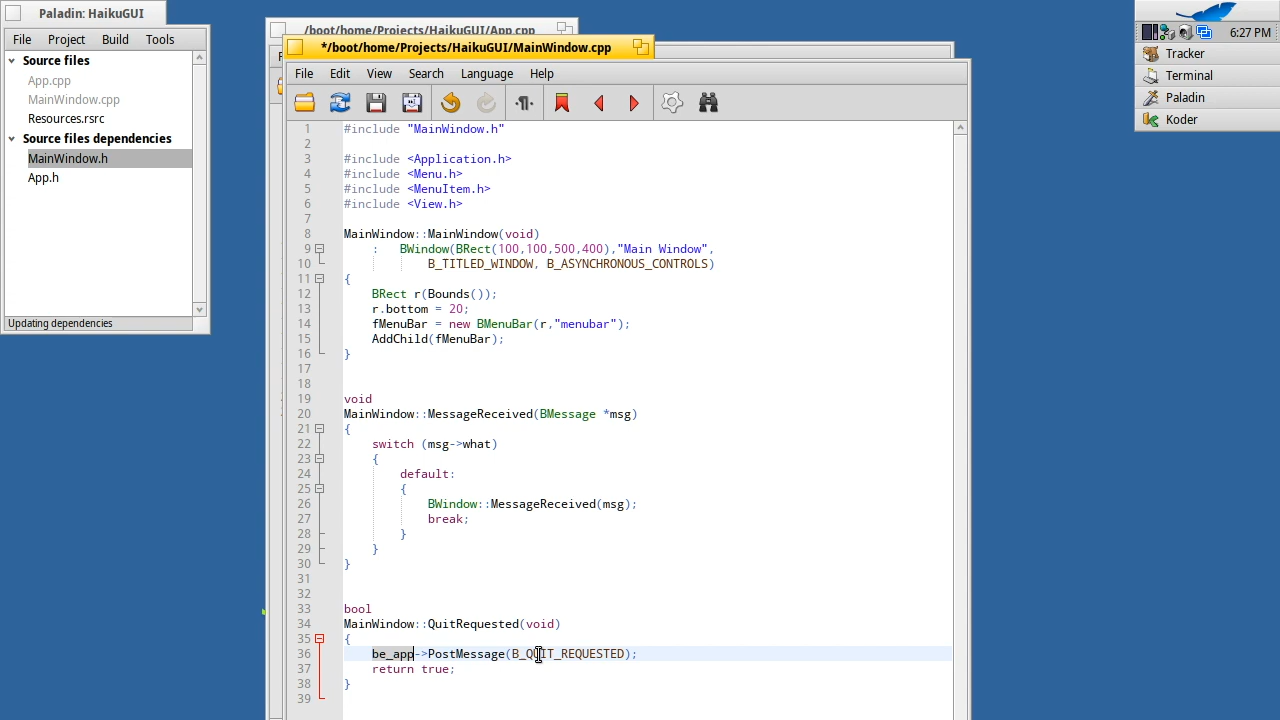 Paladin: HaikuGUI
File Project Build Tools
Source files
App.cpp
MainWindow.cpp
Resources.rsrc
Source files dependencies
MainWindow.h
App.h
Updating dependencies
/boot/home/Projects/HaikuGUI/App.cpp
*/boot/home/Projects/HaikuGUI/MainWindow.cpp
File Edit View Search Language Help
1 #include "MainWindow.h"
2
3 #include <Application.h>
4 #include <Menu.h>
5 #include <MenuItem.h>
6 #include <View.h>
7
8 MainWindow::MainWindow(void)
9 : BWindow(BRect(100,100,500,400),"Main Window",
10 B_TITLED_WINDOW, B_ASYNCHRONOUS_CONTROLS)
11 {
12 BRect r(Bounds());
13 r.bottom = 20;
14 fMenuBar = new BMenuBar(r,"menubar");
15 AddChild(fMenuBar);
16 }
17
18
19 void
20 MainWindow::MessageReceived(BMessage *msg)
21 {
22 switch (msg->what)
23 {
24 default:
25 {
26 BWindow::MessageReceived(msg);
27 break;
28 }
29 }
30 }
31
32
33 bool
34 MainWindow::QuitRequested(void)
35 {
36 be_app->PostMessage(B_QUIT_REQUESTED);
37 return true;
38 }
39
6:27 PM
Tracker
Terminal
Paladin
Koder